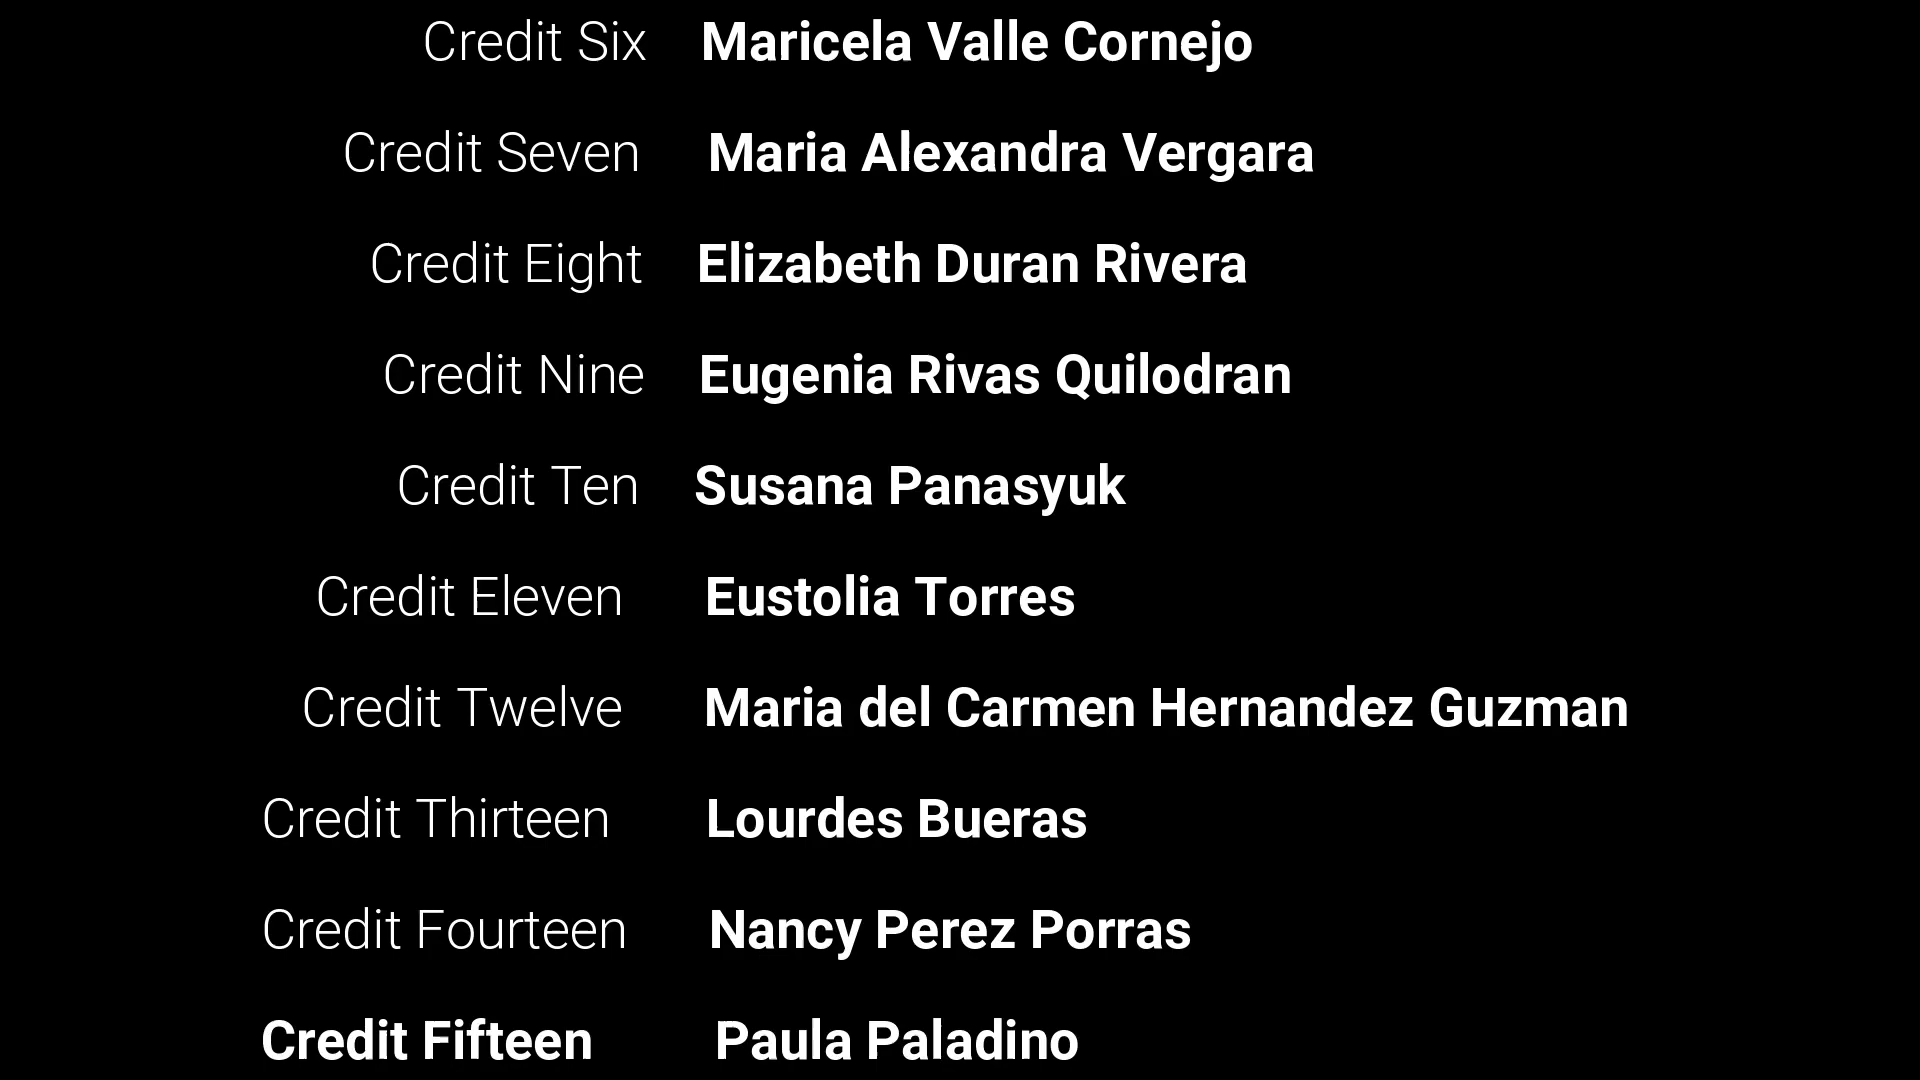 Credit Six Maricela Valle Cornejo
Credit Seven Maria Alexandra Vergara
Credit Eight Elizabeth Duran Rivera
Credit Nine Eugenia Rivas Quilodran
Credit Ten Susana Panasyuk
Credit Eleven Eustolia Torres
Credit Twelve Maria del Carmen Hernandez Guzman
Credit Thirteen Lourdes Bueras
Credit Fourteen Nancy Perez Porras
Credit Fifteen Paula Paladino